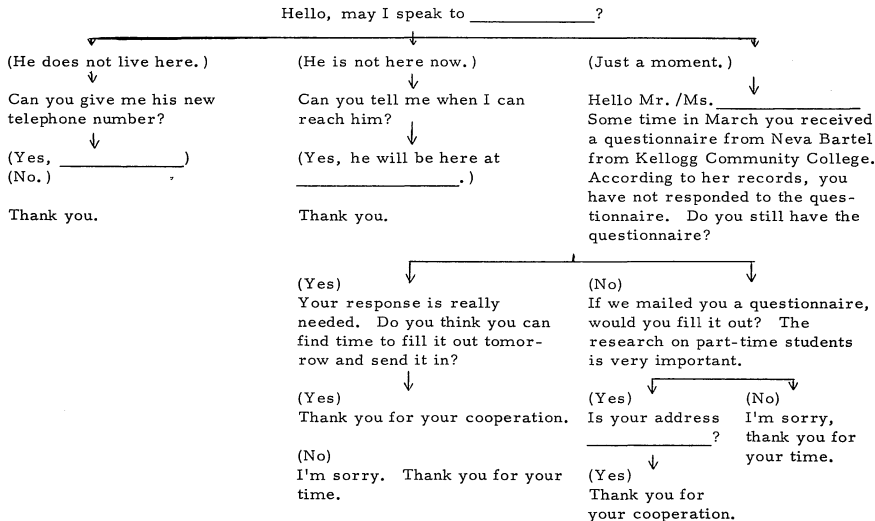 Hello, may I speak to ____________?
(He does not live here.)
Can you give me his new
telephone number?
(Yes, ____________)
(No.)
Thank you.
(He is not here now.)
Can you tell me when I can
reach him?
(Yes, he will be here at
________________.)
Thank you.
(Just a moment.)
Hello Mr. /Ms. ______________
Some time in March you received
a questionnaire from Neva Bartel
from Kellogg Community College.
According to her records, you
have not responded to the ques-
tionnaire. Do you still have the
questionnaire?
(Yes)
Your response is really
needed. Do you think you can
find time to fill it out tomor-
row and send it in?
(Yes)
Thank you for your cooperation.
(No)
I'm sorry. Thank you for your
time.
(No)
If we mailed you a questionnaire,
would you fill it out? The
research on part-time students
is very important.
(Yes)
Is your address
____________?
(Yes)
Thank you for
your cooperation.
(No)
I'm sorry,
thank you for
your time.